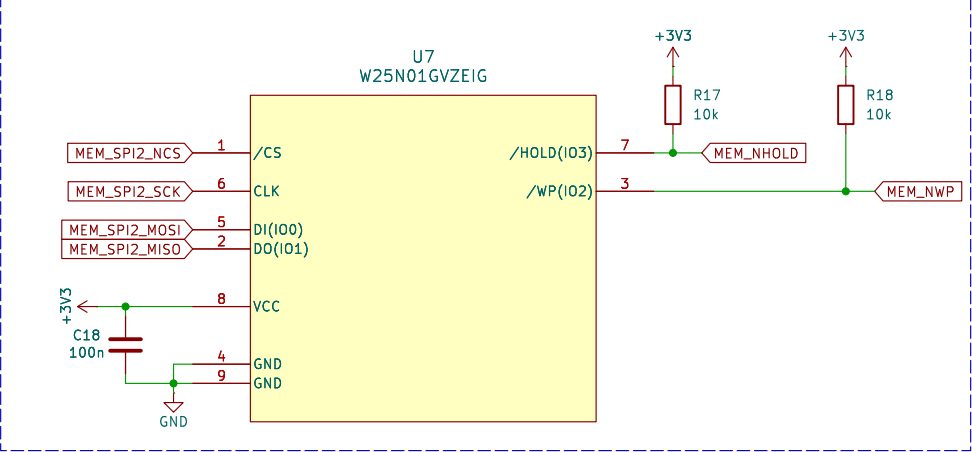 U7
W25N01GVZEIG
+3V3
+3V3
R17
10k
R18
10k
MEM_SPI2_NCS
1
/CS
/HOLD(IO3)
7
MEM_NHOLD
MEM_SPI2_SCK
6
CLK
/WP(IO2)
3
MEM_NWP
MEM_SPI2_MOSI
5
DI(IO0)
MEM_SPI2_MISO
2
DO(IO1)
+3V3
8
VCC
C18
100n
4
GND
9
GND
GND